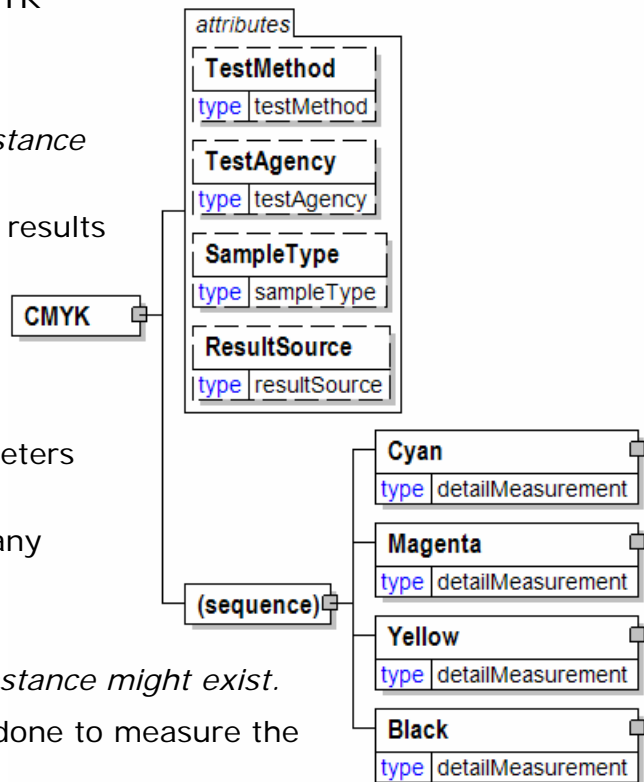 YK
stance
results
eters
any
stance might exist.
done to measure the
CMYK
attributes
TestMethod
type testMethod
TestAgency
type testAgency
SampleType
type sampleType
ResultSource
type resultSource
(sequence)
Cyan
type detailMeasurement
Magenta
type detailMeasurement
Yellow
type detailMeasurement
Black
type detailMeasurement